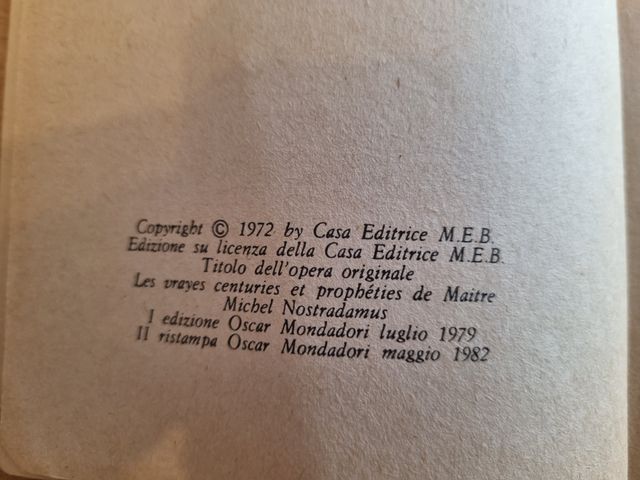 Copyright © 1972 by Casa Editrice M.E.B.
Edizione su licenza della Casa Editrice M.E.B.
Titolo dell'opera originale
Les vrayes centuries et prophéties de Maitre
Michel Nostradamus
I edizione Oscar Mondadori luglio 1979
II ristampa Oscar Mondadori maggio 1982